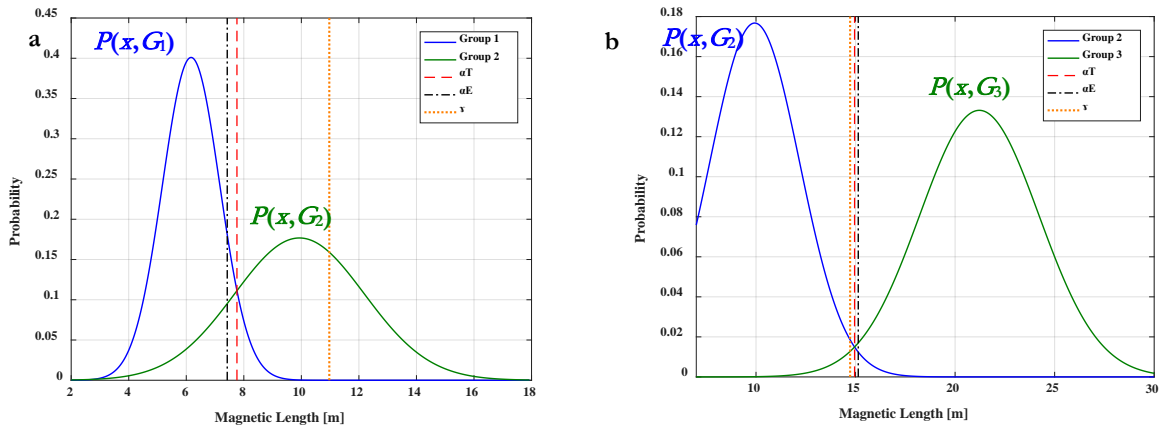 a
P(x,G1)
0.45
0.4
0.35
0.3
0.25
0.2
0.15
0.1
0.05
0
Probability
P(x,G2)
Group 1
Group 2
αT
αE
x
2 4 6 8 10 12 14 16 18
Magnetic Length [m]
b
P(x,G2)
0.18
0.16
0.14
0.12
0.1
0.08
0.06
0.04
0.02
0
Probability
P(x,G3)
Group 2
Group 3
αT
αE
x
10 15 20 25 30
Magnetic Length [m]